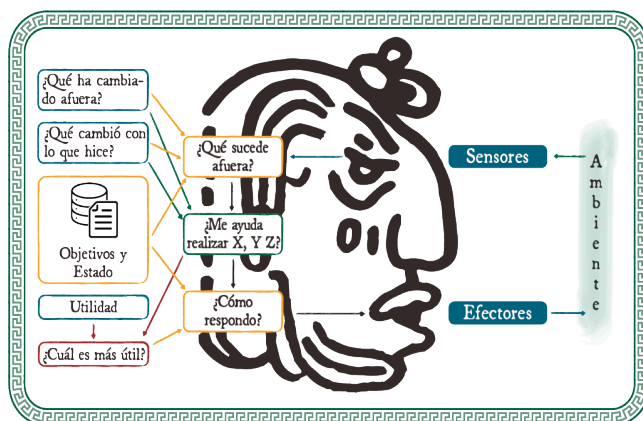 ¿Qué ha cambia-
do afuera?
¿Qué cambió con
lo que hice?
Objetivos y
Estado
Utilidad
¿Cuál es más útil?
¿Qué sucede
afuera?
¿Me ayuda
realizar X, Y Z?
¿Cómo
respondo?
Sensores
Efectores
Ambiente